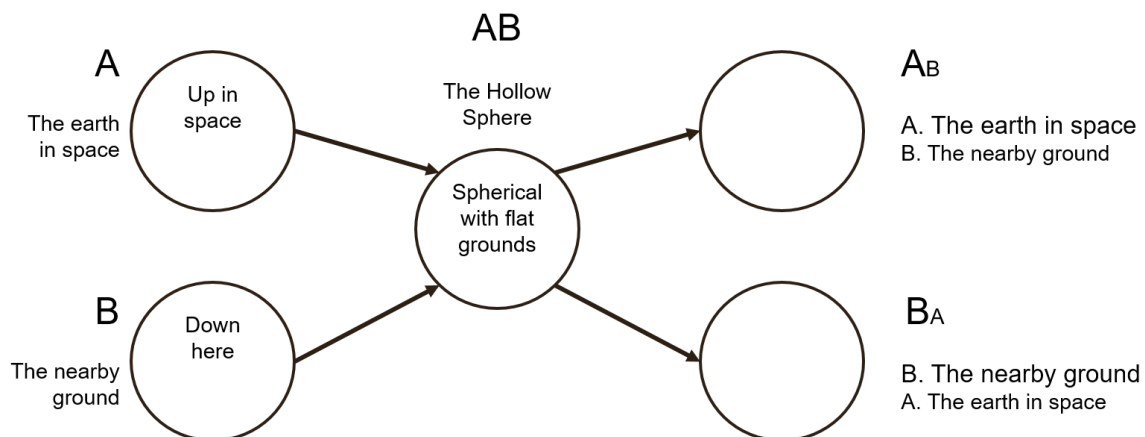 AB
A
Up in
space
The earth
in space
The Hollow
Sphere
AB
A. The earth in space
B. The nearby ground
Spherical
with flat
grounds
B
Down
here
The nearby
ground
BA
B. The nearby ground
A. The earth in space